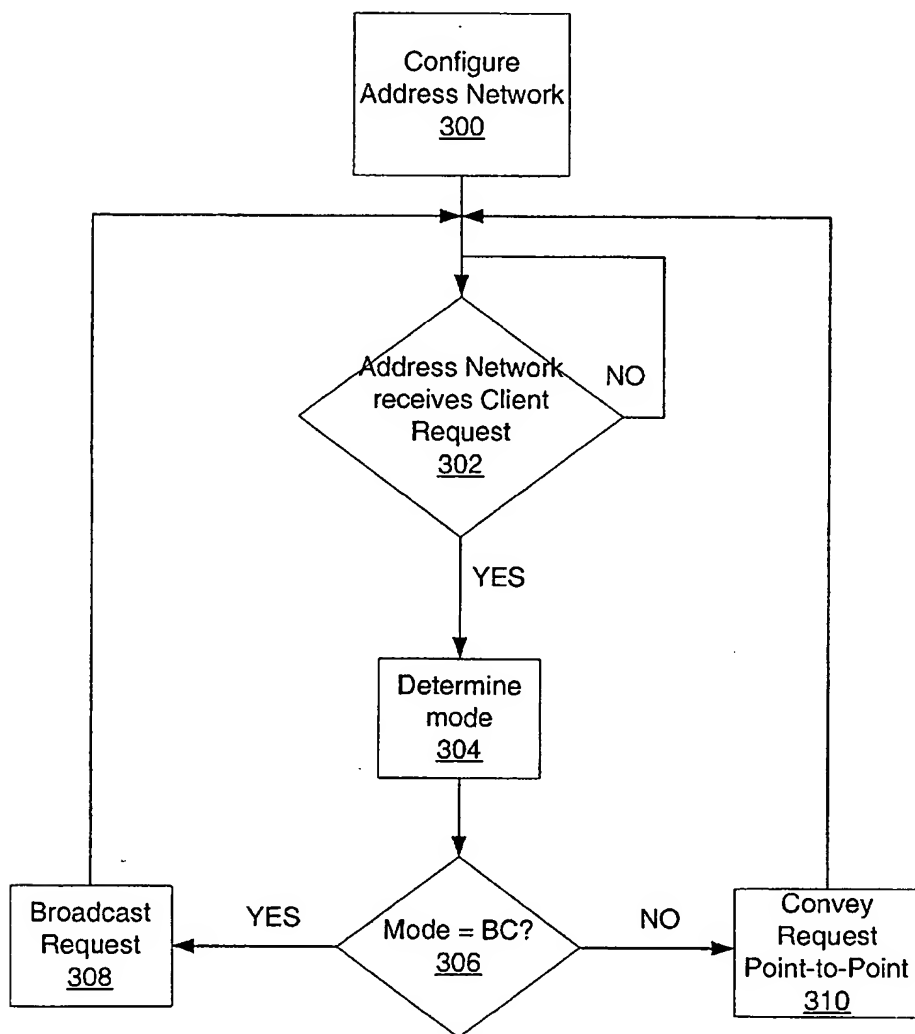 Configure
Address Network
300
Address Network
receives Client
Request
302
NO
YES
Determine
mode
304
Mode = BC?
306
YES
NO
Broadcast
Request
308
Convey
Request
Point-to-Point
310